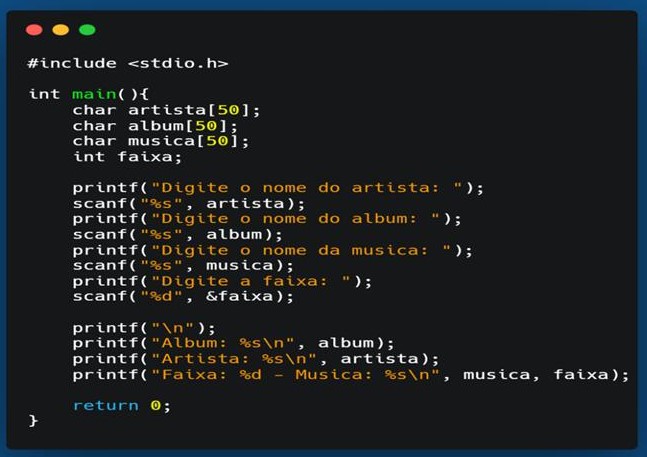 #include <stdio.h>
int main(){
char artista[50];
char album[50];
char musica[50];
int faixa;
printf("Digite o nome do artista: ");
scanf("%s", artista);
printf("Digite o nome do album: ");
scanf("%s", album);
printf("Digite o nome da musica: ");
scanf("%s", musica);
printf("Digite a faixa: ");
scanf("%d", &faixa);
printf("\n");
printf("Album: %s\n", album);
printf("Artista: %s\n", artista);
printf("Faixa: %d – Musica: %s\n", musica, faixa);
return 0;
}